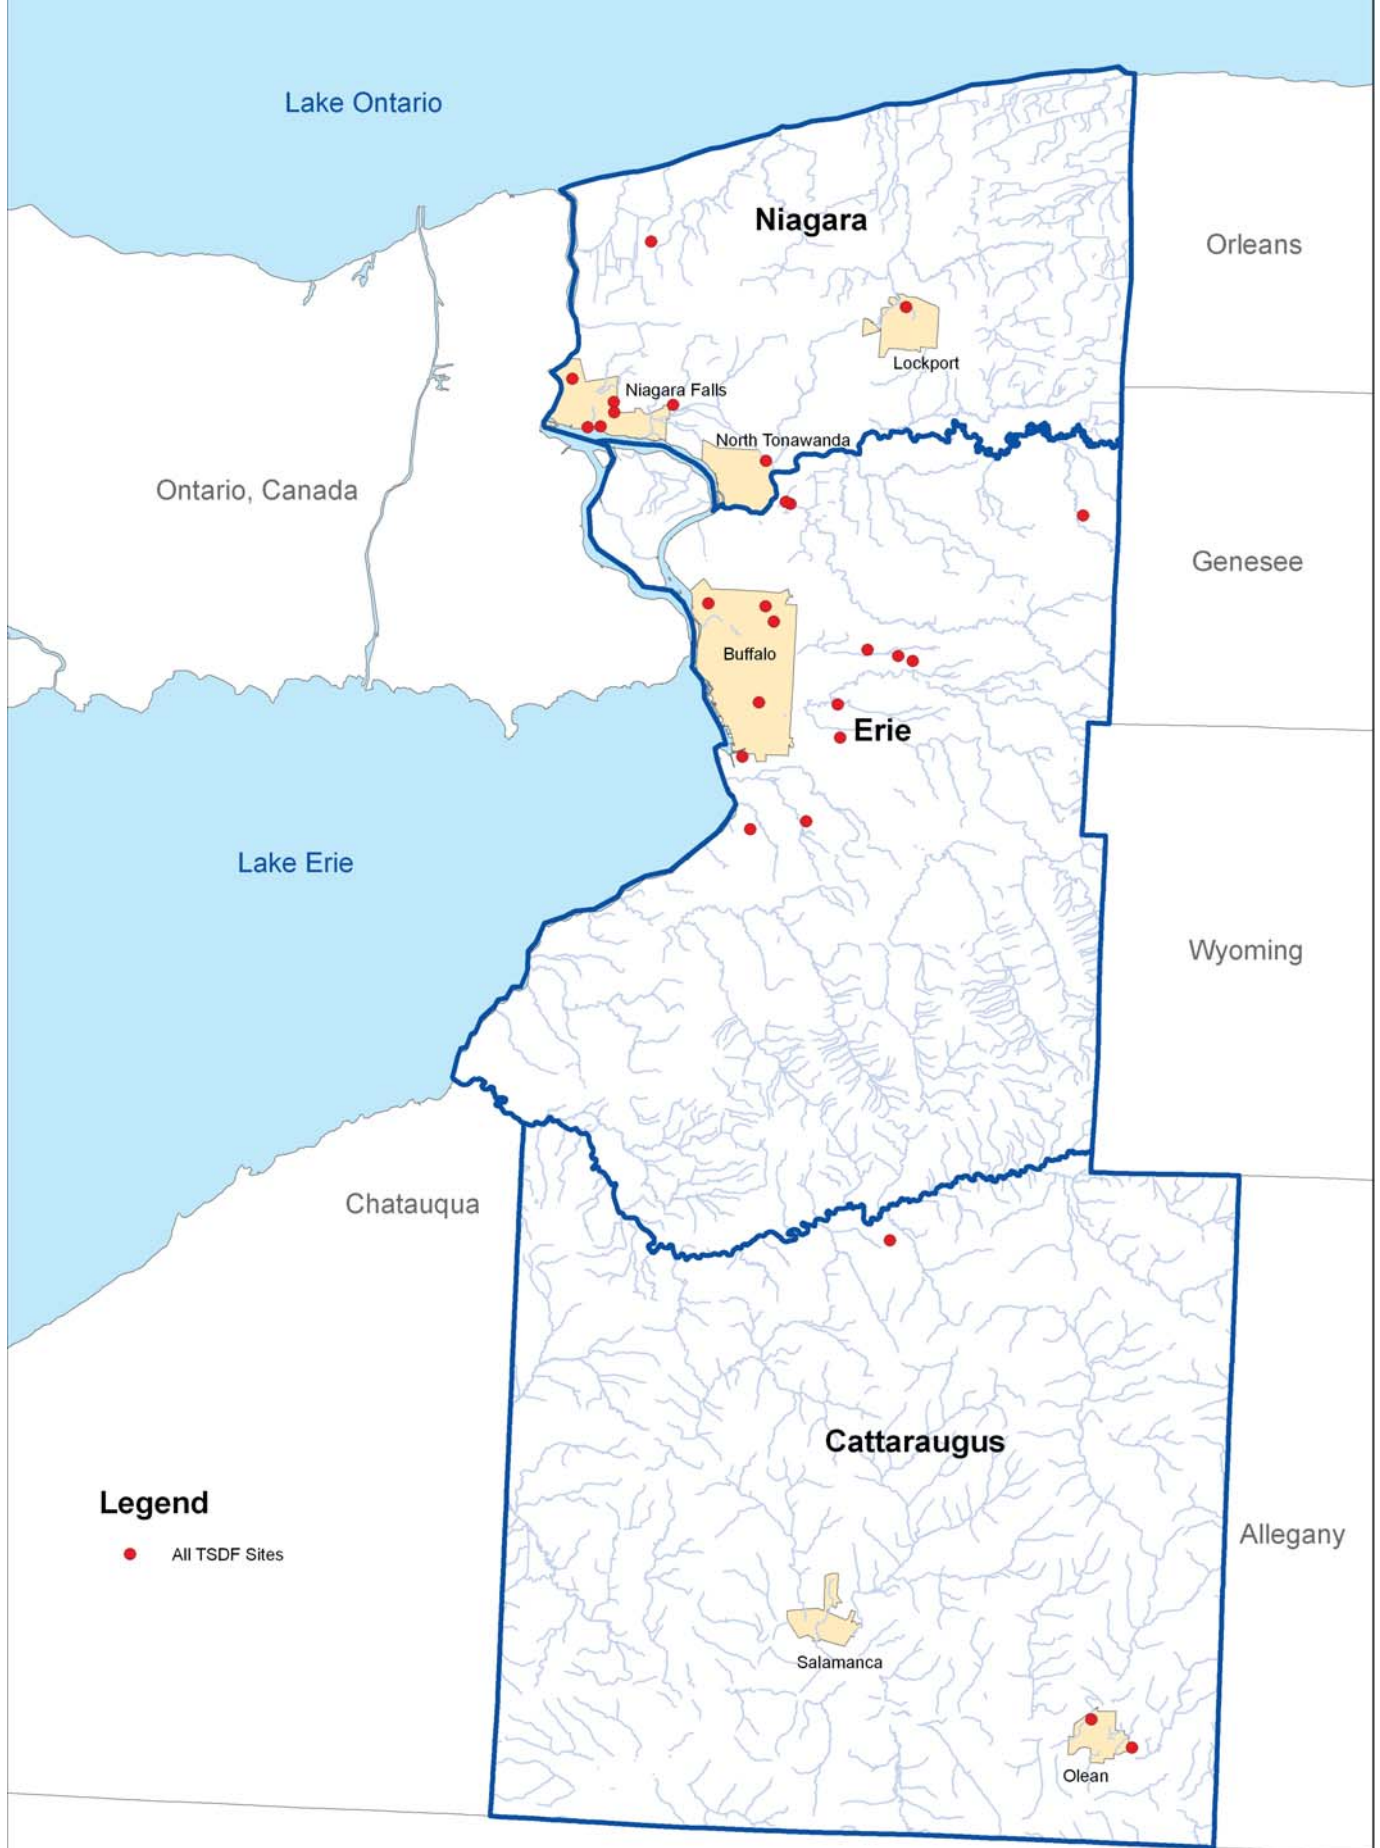 Lake Ontario
Niagara
Orleans
Lockport
Niagara Falls
North Tonawanda
Ontario, Canada
Genesee
Buffalo
Erie
Lake Erie
Wyoming
Chatauqua
Cattaraugus
Legend
All TSDF Sites
Allegany
Salamanca
Olean